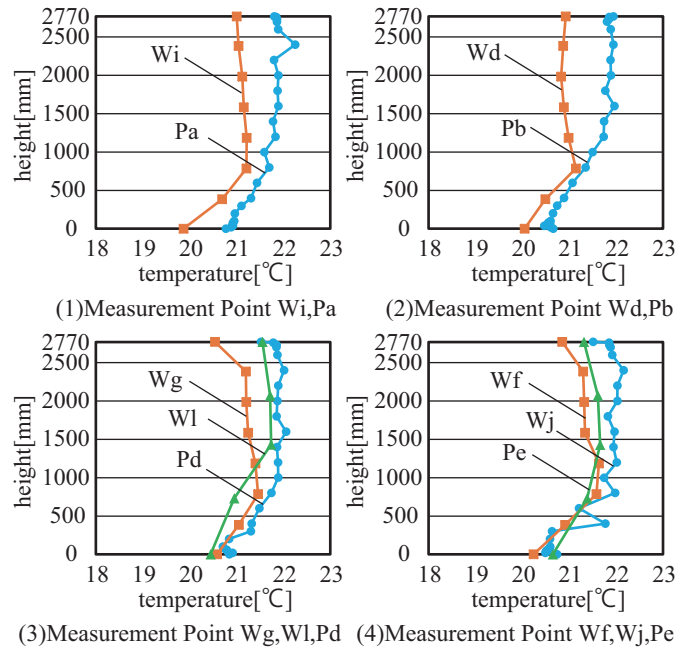 2770
2500
2000
1500
1000
500
0
height[mm]
Wi
Pa
18 19 20 21 22 23
temperature[℃]
(1)Measurement Point Wi,Pa
2770
2500
2000
1500
1000
500
0
height[mm]
Wd
Pb
18 19 20 21 22 23
temperature[℃]
(2)Measurement Point Wd,Pb
2770
2500
2000
1500
1000
500
0
height[mm]
Wg
Wl
Pd
18 19 20 21 22 23
temperature[℃]
(3)Measurement Point Wg,Wl,Pd
2770
2500
2000
1500
1000
500
0
height[mm]
Wf
Wj
Pe
18 19 20 21 22 23
temperature[℃]
(4)Measurement Point Wf,Wj,Pe